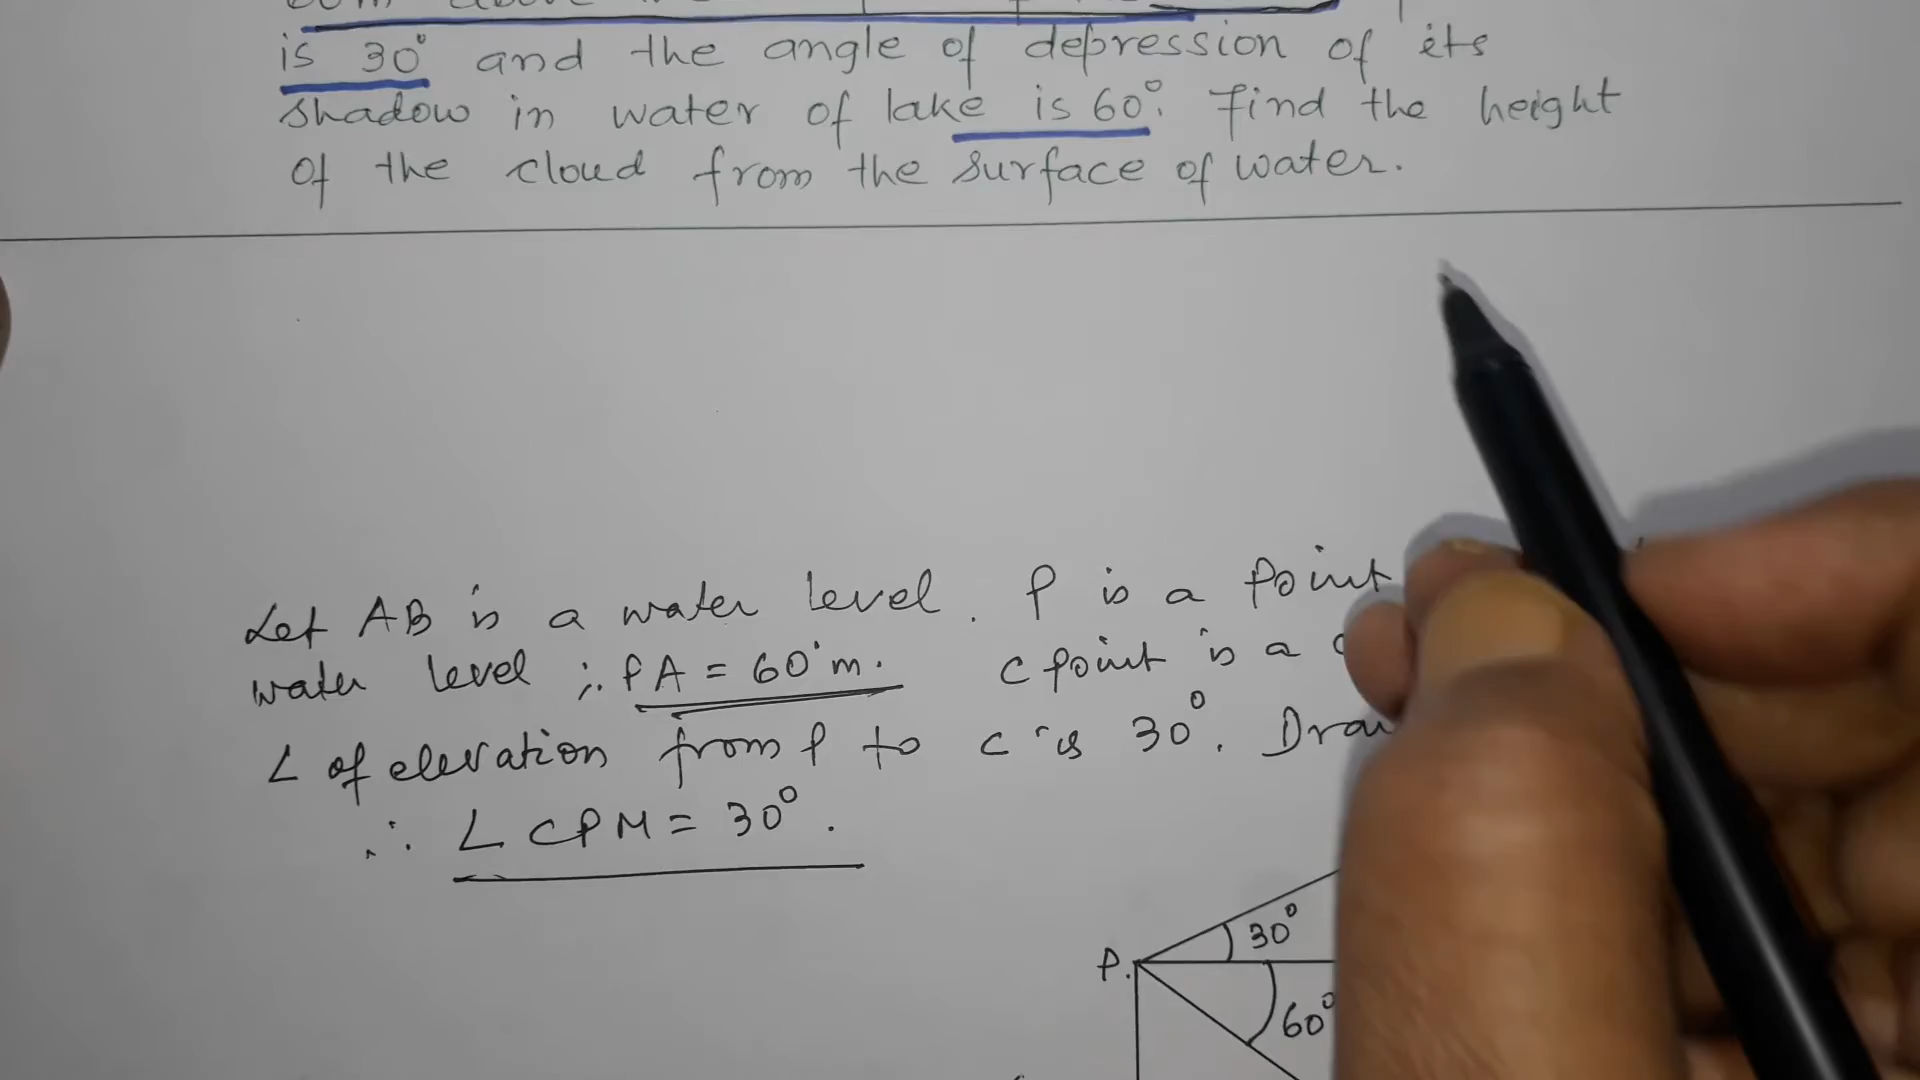 is 30° and the angle of depression of its
shadow in water of lake is 60°. Find the height
of the cloud from the surface of water.
Let AB is a water level. P is a point
water level ∴ PA = 60 m. C point is a
∠ of elevation from P to C is 30°.
∴ ∠CPM = 30°.
30°
P.
60°